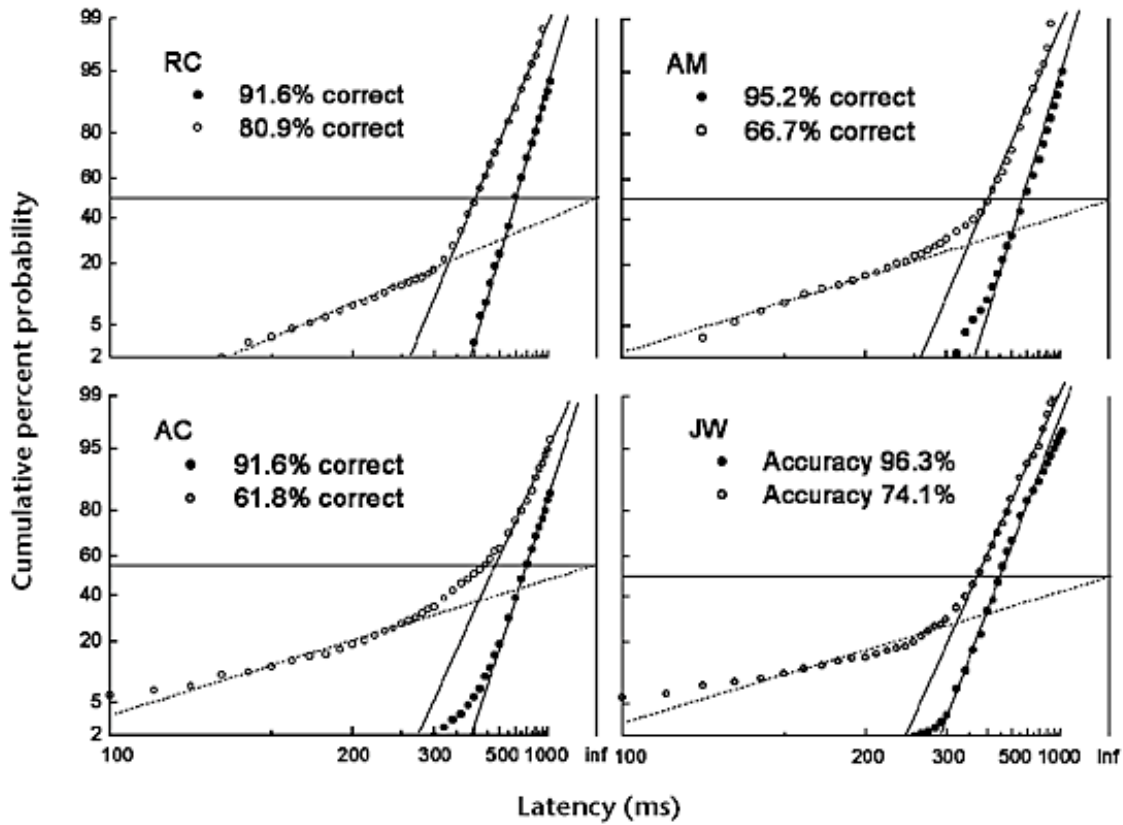 Cumulative percent probability
99
95
80
60
40
20
5
2
RC
● 91.6% correct
○ 80.9% correct
AM
● 95.2% correct
○ 66.7% correct
99
95
80
60
40
20
5
2
AC
● 91.6% correct
○ 61.8% correct
JW
● Accuracy 96.3%
○ Accuracy 74.1%
100 200 300 500 1000 inf
100 200 300 500 1000 Inf
Latency (ms)